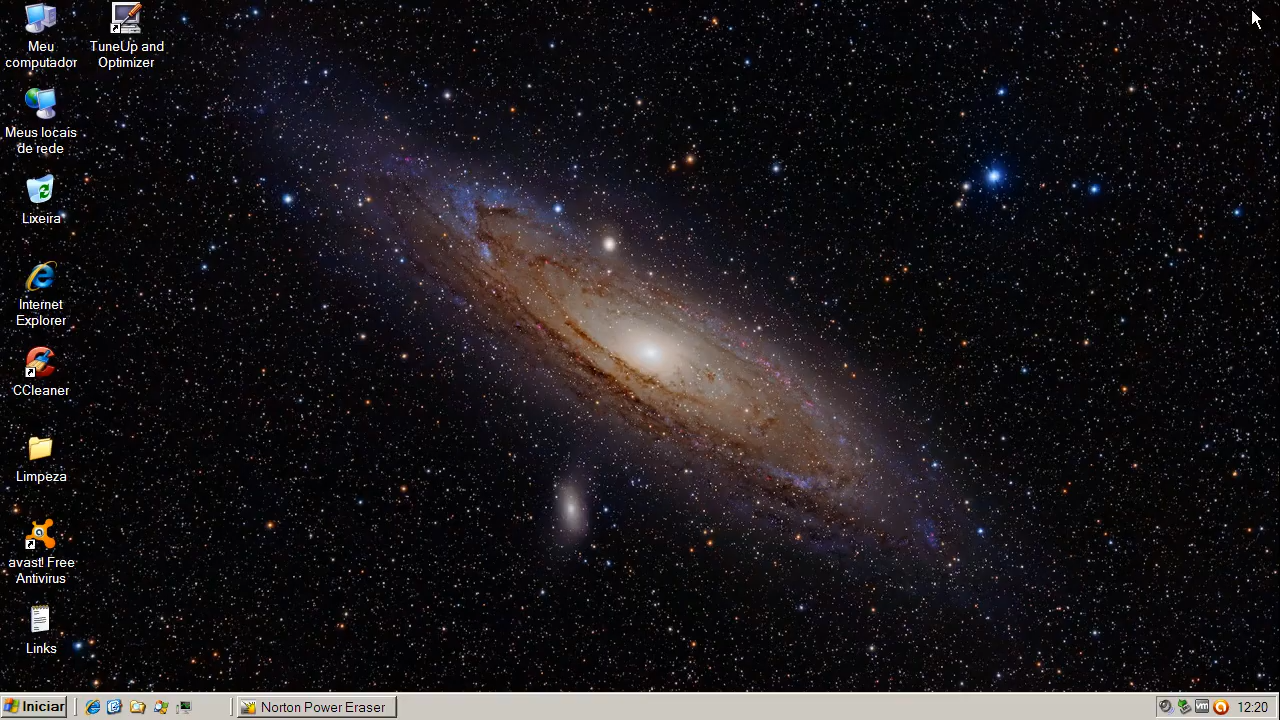 Meu
computador
TuneUp and
Optimizer
Meus locais
de rede
Lixeira
Internet
Explorer
CCleaner
Limpeza
avast! Free
Antivirus
Links
Iniciar
Norton Power Eraser
vm
12:20